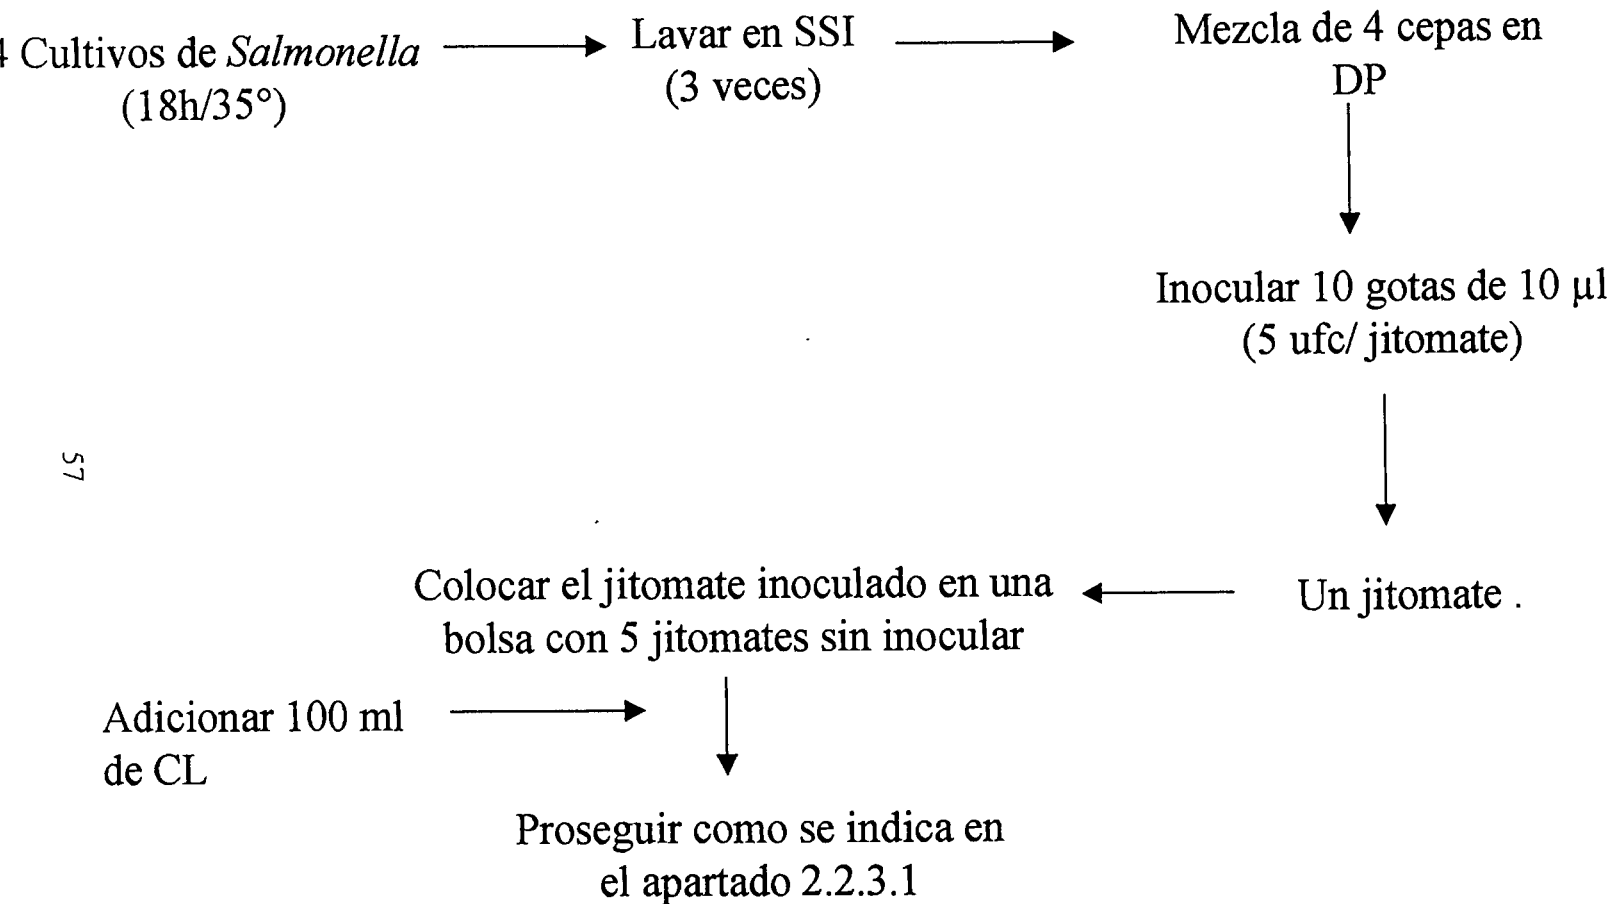 4 Cultivos de Salmonella
(18h/35°)
Lavar en SSI
(3 veces)
Mezcla de 4 cepas en
DP
Inocular 10 gotas de 10 µl
(5 ufc/ jitomate)
57
Un jitomate .
Colocar el jitomate inoculado en una
bolsa con 5 jitomates sin inocular
Adicionar 100 ml
de CL
Proseguir como se indica en
el apartado 2.2.3.1